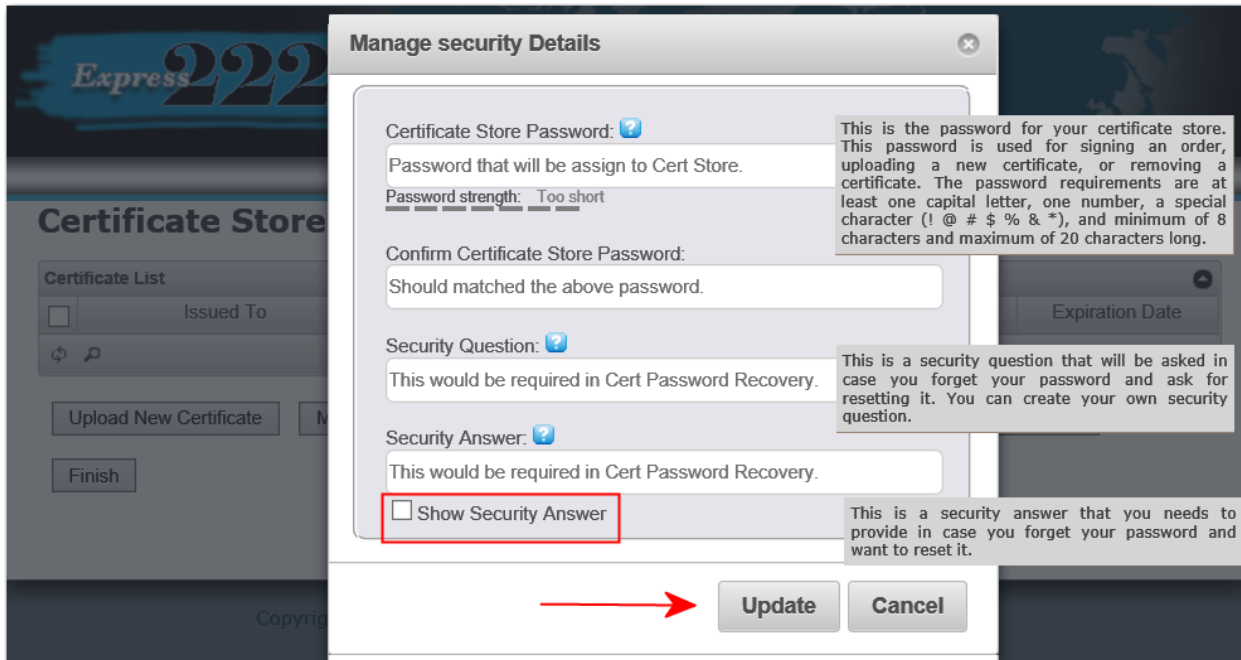 Express 222
Manage security Details
Certificate Store Password:
Password that will be assign to Cert Store.
Password strength: Too short
This is the password for your certificate store.
This password is used for signing an order,
uploading a new certificate, or removing a
certificate. The password requirements are at
least one capital letter, one number, a special
character (! @ # $ % & *), and minimum of 8
characters and maximum of 20 characters long.
Confirm Certificate Store Password:
Should matched the above password.
Security Question:
This would be required in Cert Password Recovery.
This is a security question that will be asked in
case you forget your password and ask for
resetting it. You can create your own security
question.
Security Answer:
This would be required in Cert Password Recovery.
Show Security Answer
This is a security answer that you needs to
provide in case you forget your password and
want to reset it.
Update Cancel
Certificate Store
Certificate List
Issued To
Expiration Date
Upload New Certificate
M
Finish
Copyrig